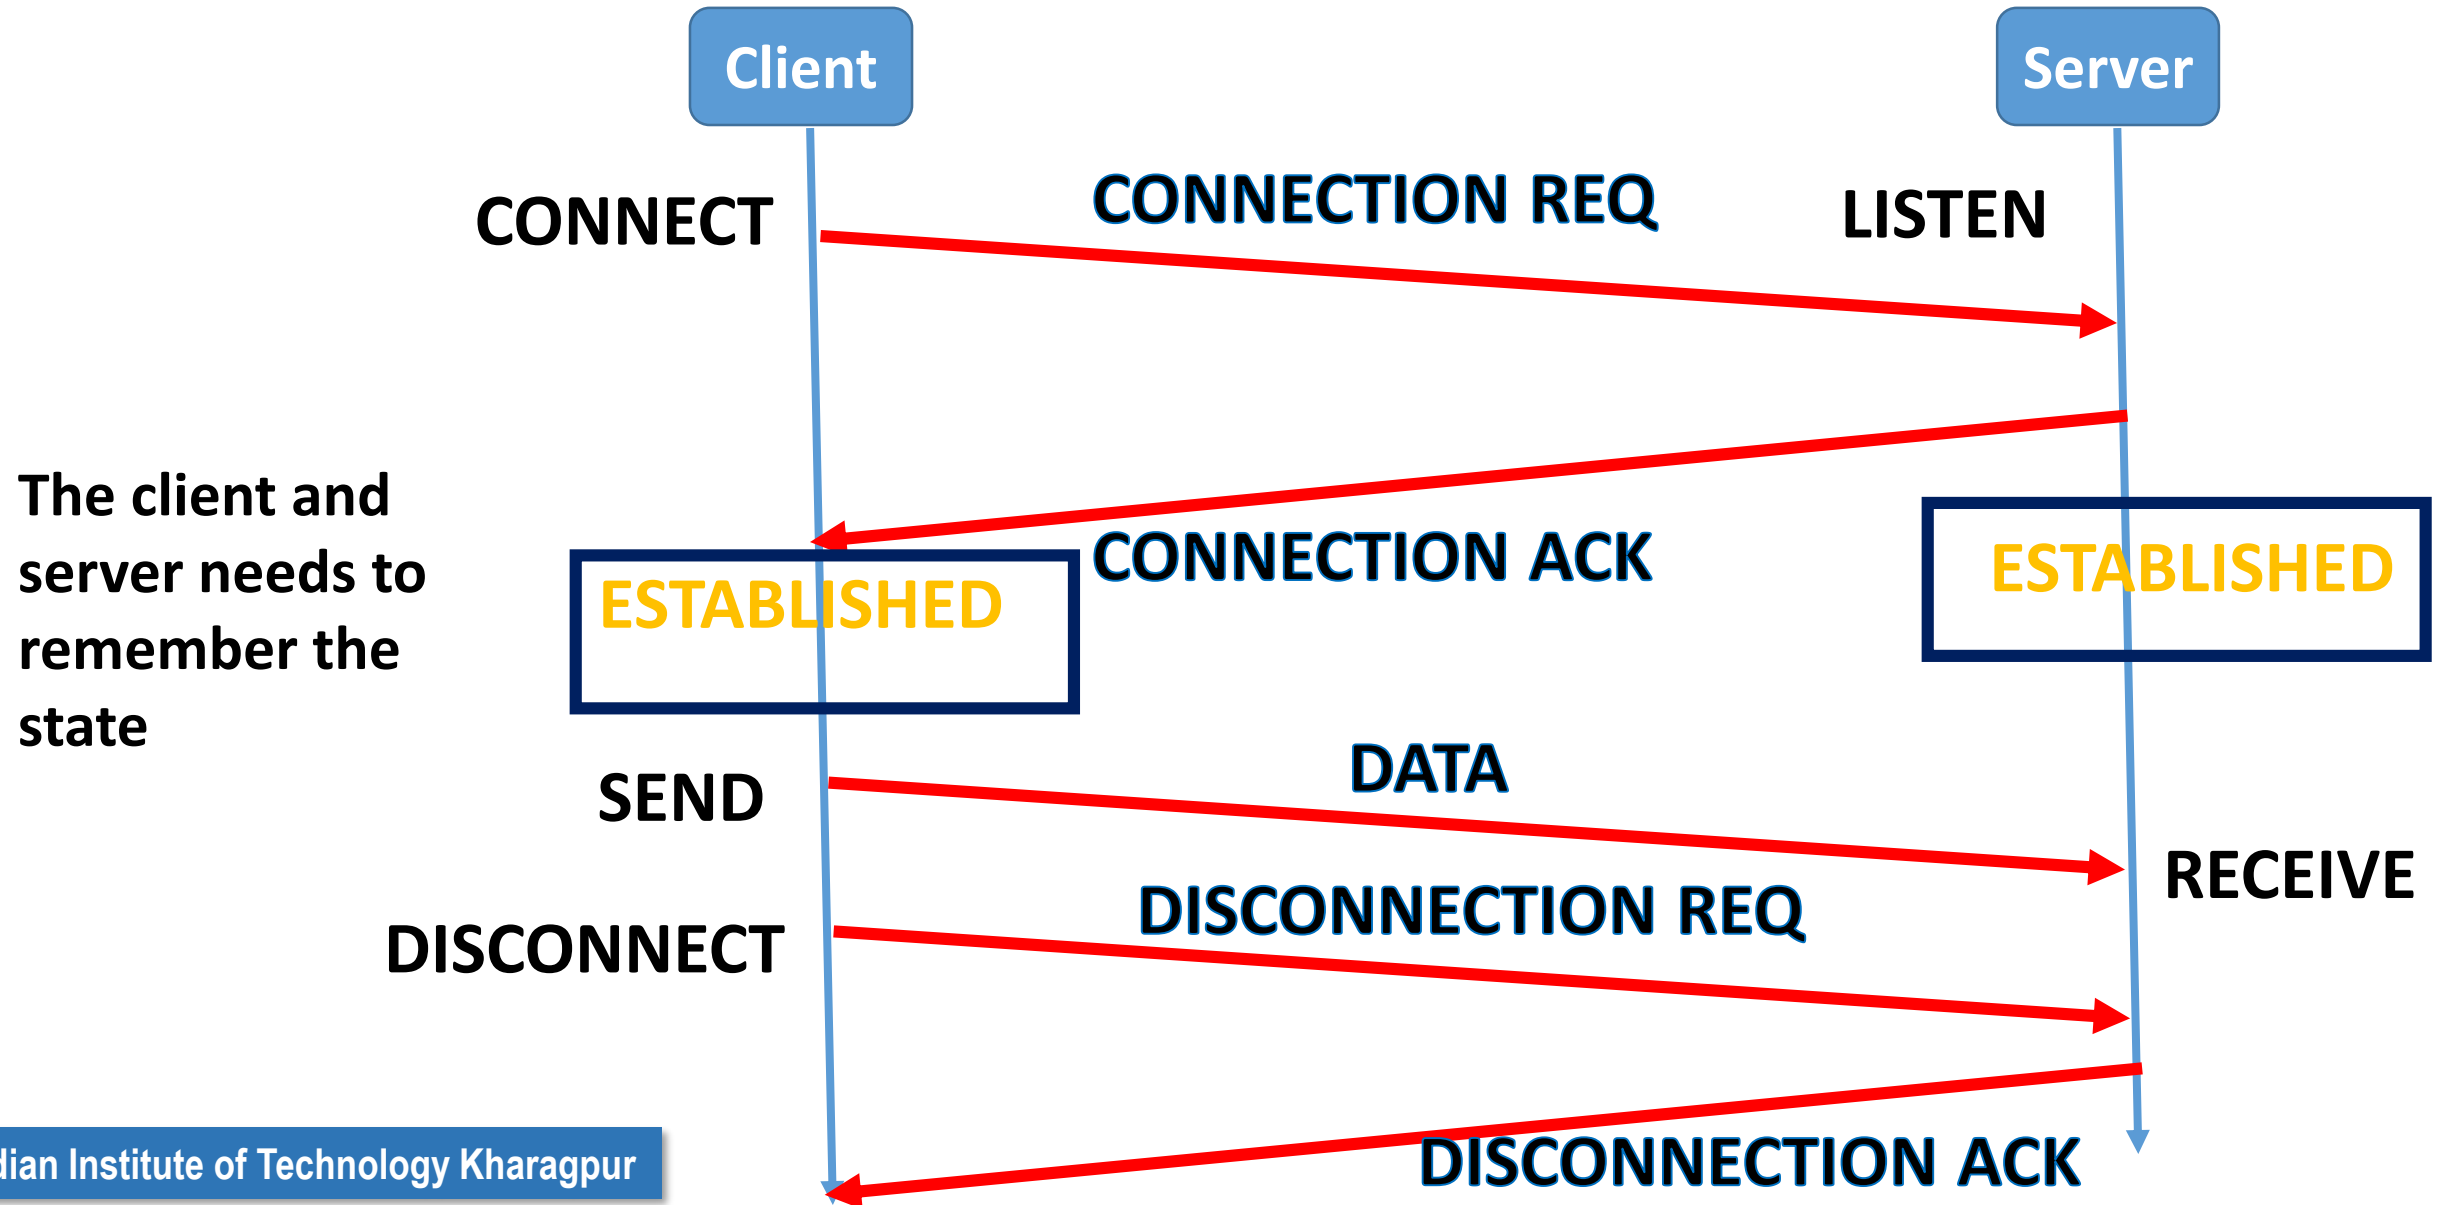 Client
Server
CONNECT
CONNECTION REQ
LISTEN
The client and
server needs to
remember the
state
CONNECTION ACK
ESTABLISHED
ESTABLISHED
SEND
DATA
RECEIVE
DISCONNECT
DISCONNECTION REQ
DISCONNECTION ACK
Institute of Technology Kharagpur